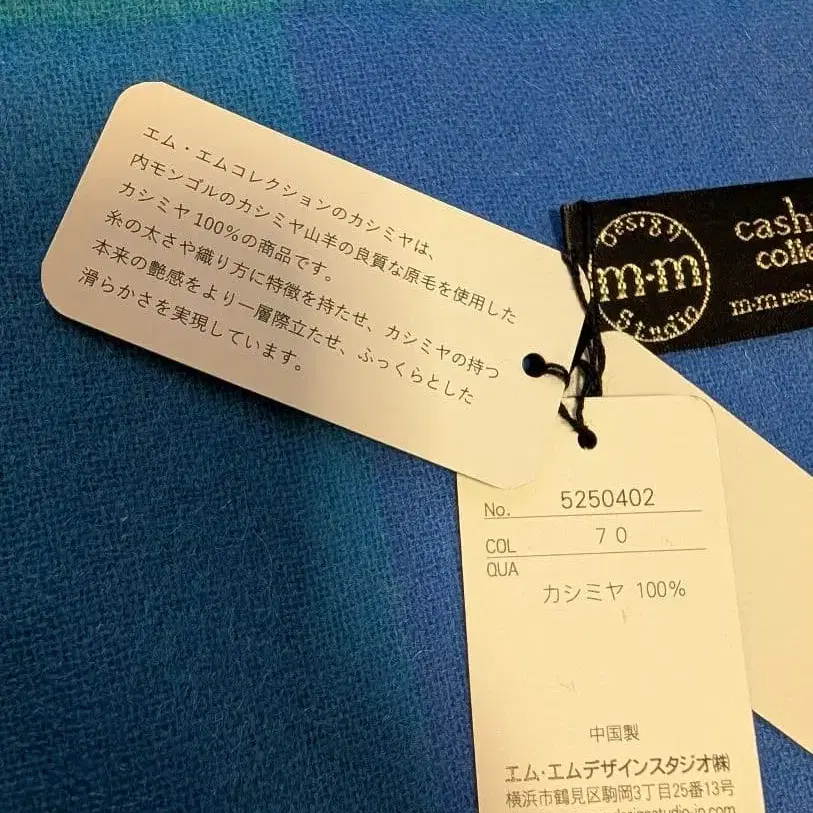 エム・エムコレクションのカシミヤは、
内モンゴルのカシミヤ山羊の良質な原毛を使用した
カシミヤ100%の商品です。
糸の太さや織り方に特徴を持たせ、カシミヤの持つ
本来の艶感をより一層際立たせ、ふっくらとした
滑らかさを実現しています。
Design
m·m
Studio
cash
colle
m·m
No. 5250402
COL 70
QUA
カシミヤ 100%
中国製
エム・エムデザインスタジオ㈱
横浜市鶴見区駒岡3丁目25番13号